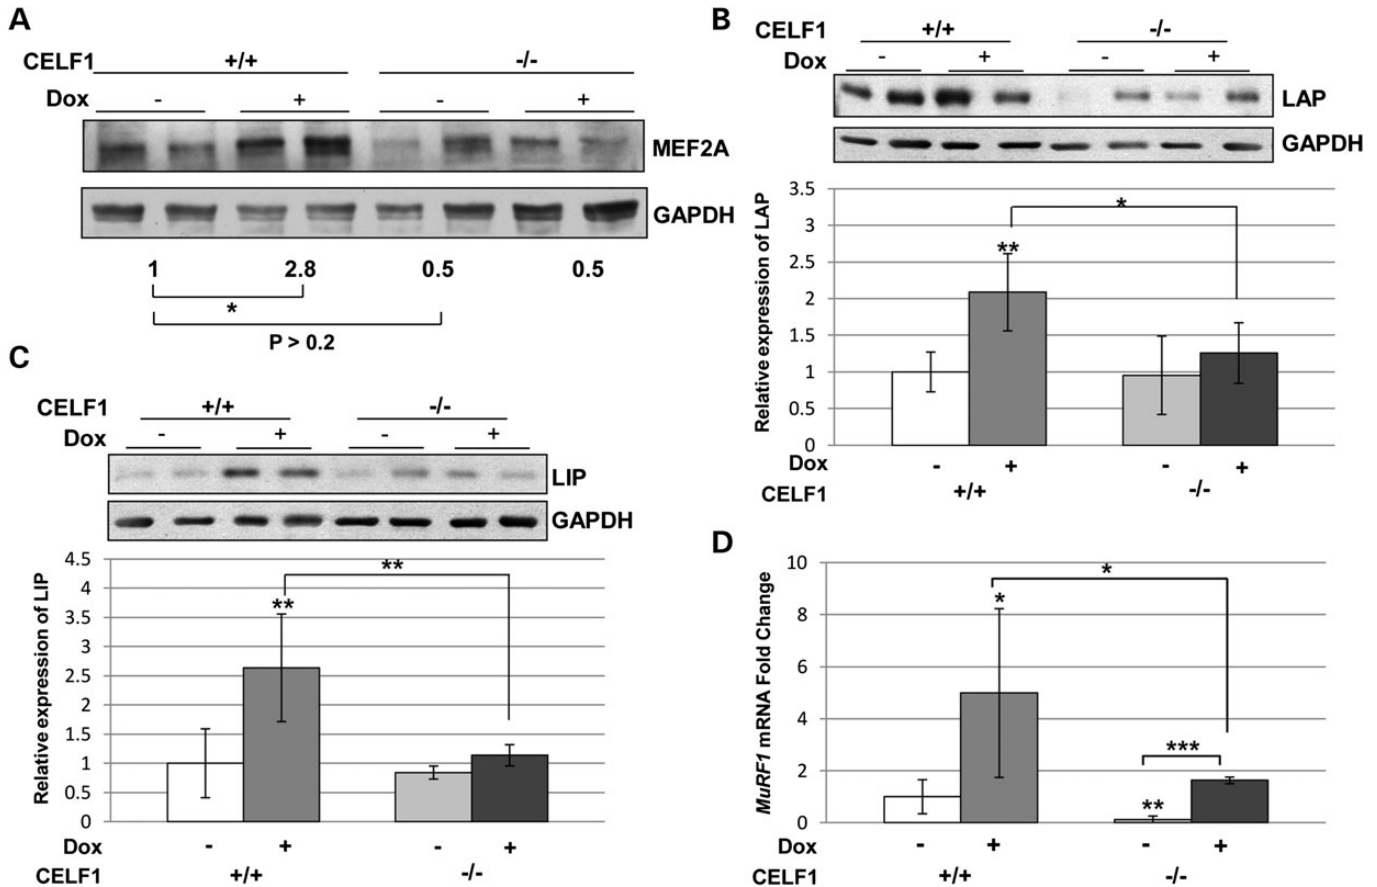 A
CELF1 +/+ -/-
Dox - + - +
MEF2A
GAPDH
1 2.8 0.5 0.5
*
P > 0.2
B
CELF1 +/+ -/-
Dox - + - +
LAP
GAPDH
Relative expression of LAP
3.5
3
2.5
2
1.5
1
0.5
0
*
**
Dox - + - +
CELF1 +/+ -/-
C
CELF1 +/+ -/-
Dox - + - +
LIP
GAPDH
Relative expression of LIP
4.5
4
3.5
3
2.5
2
1.5
1
0.5
0
**
**
Dox - + - +
CELF1 +/+ -/-
D
MuRF1 mRNA Fold Change
10
8
6
4
2
0
*
*
***
**
Dox - + - +
CELF1 +/+ -/-